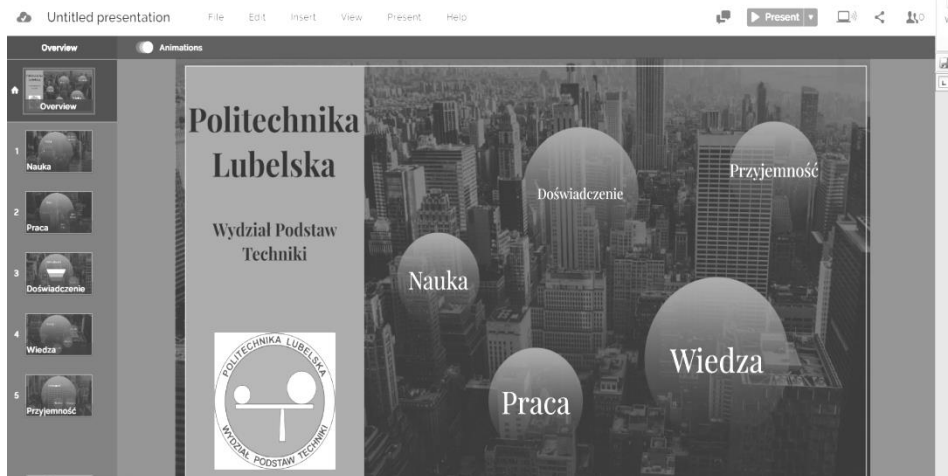 Untitled presentation
File Edit Insert View Present Help
Present
0
Overview
Animations
Overview
1
Nauka
2
Praca
3
Doświadczenie
4
Wiedza
5
Przyjemność
Politechnika
Lubelska
Wydział Podstaw
Techniki
POLITECHNIKA LUBELSKA
WYDZIAŁ PODSTAW TECHNIKI
Doświadczenie
Przyjemność
Nauka
Wiedza
Praca